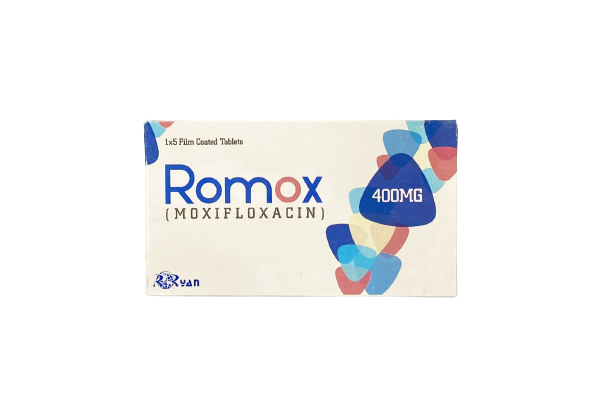 1x5 Film Coated Tablets
Romox
400MG
(MOXIFLOXACIN)
RYAN